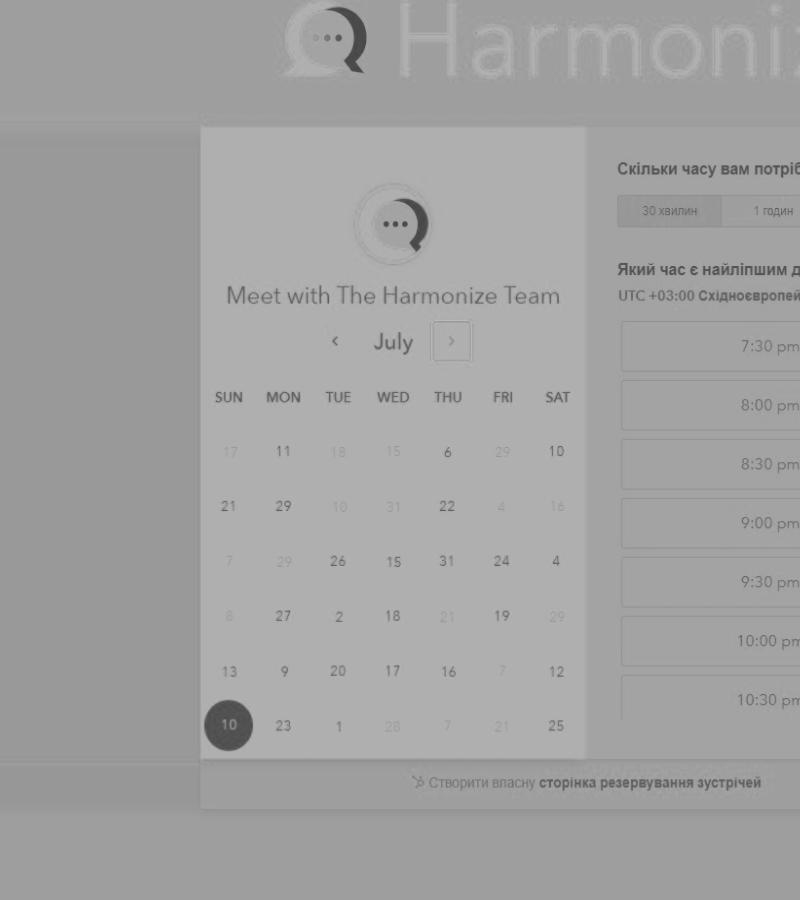 Harmoni
Meet with The Harmonize Team
July
SUN MON TUE WED THU FRI SAT
17 11 18 15 6 29 10
21 29 10 31 22 4 16
7 29 26 15 31 24 4
8 27 2 18 21 19 29
13 9 20 17 16 7 12
10 23 1 28 7 21 25
Скільки часу вам потріб
30 хвилин 1 годин
Який час є найліпшим д
UTC +03:00 Східноєвропей
7:30 pm
8:00 pm
8:30 pm
9:00 pm
9:30 pm
10:00 pm
10:30 pm
Створити власну сторінка резервування зустрічей